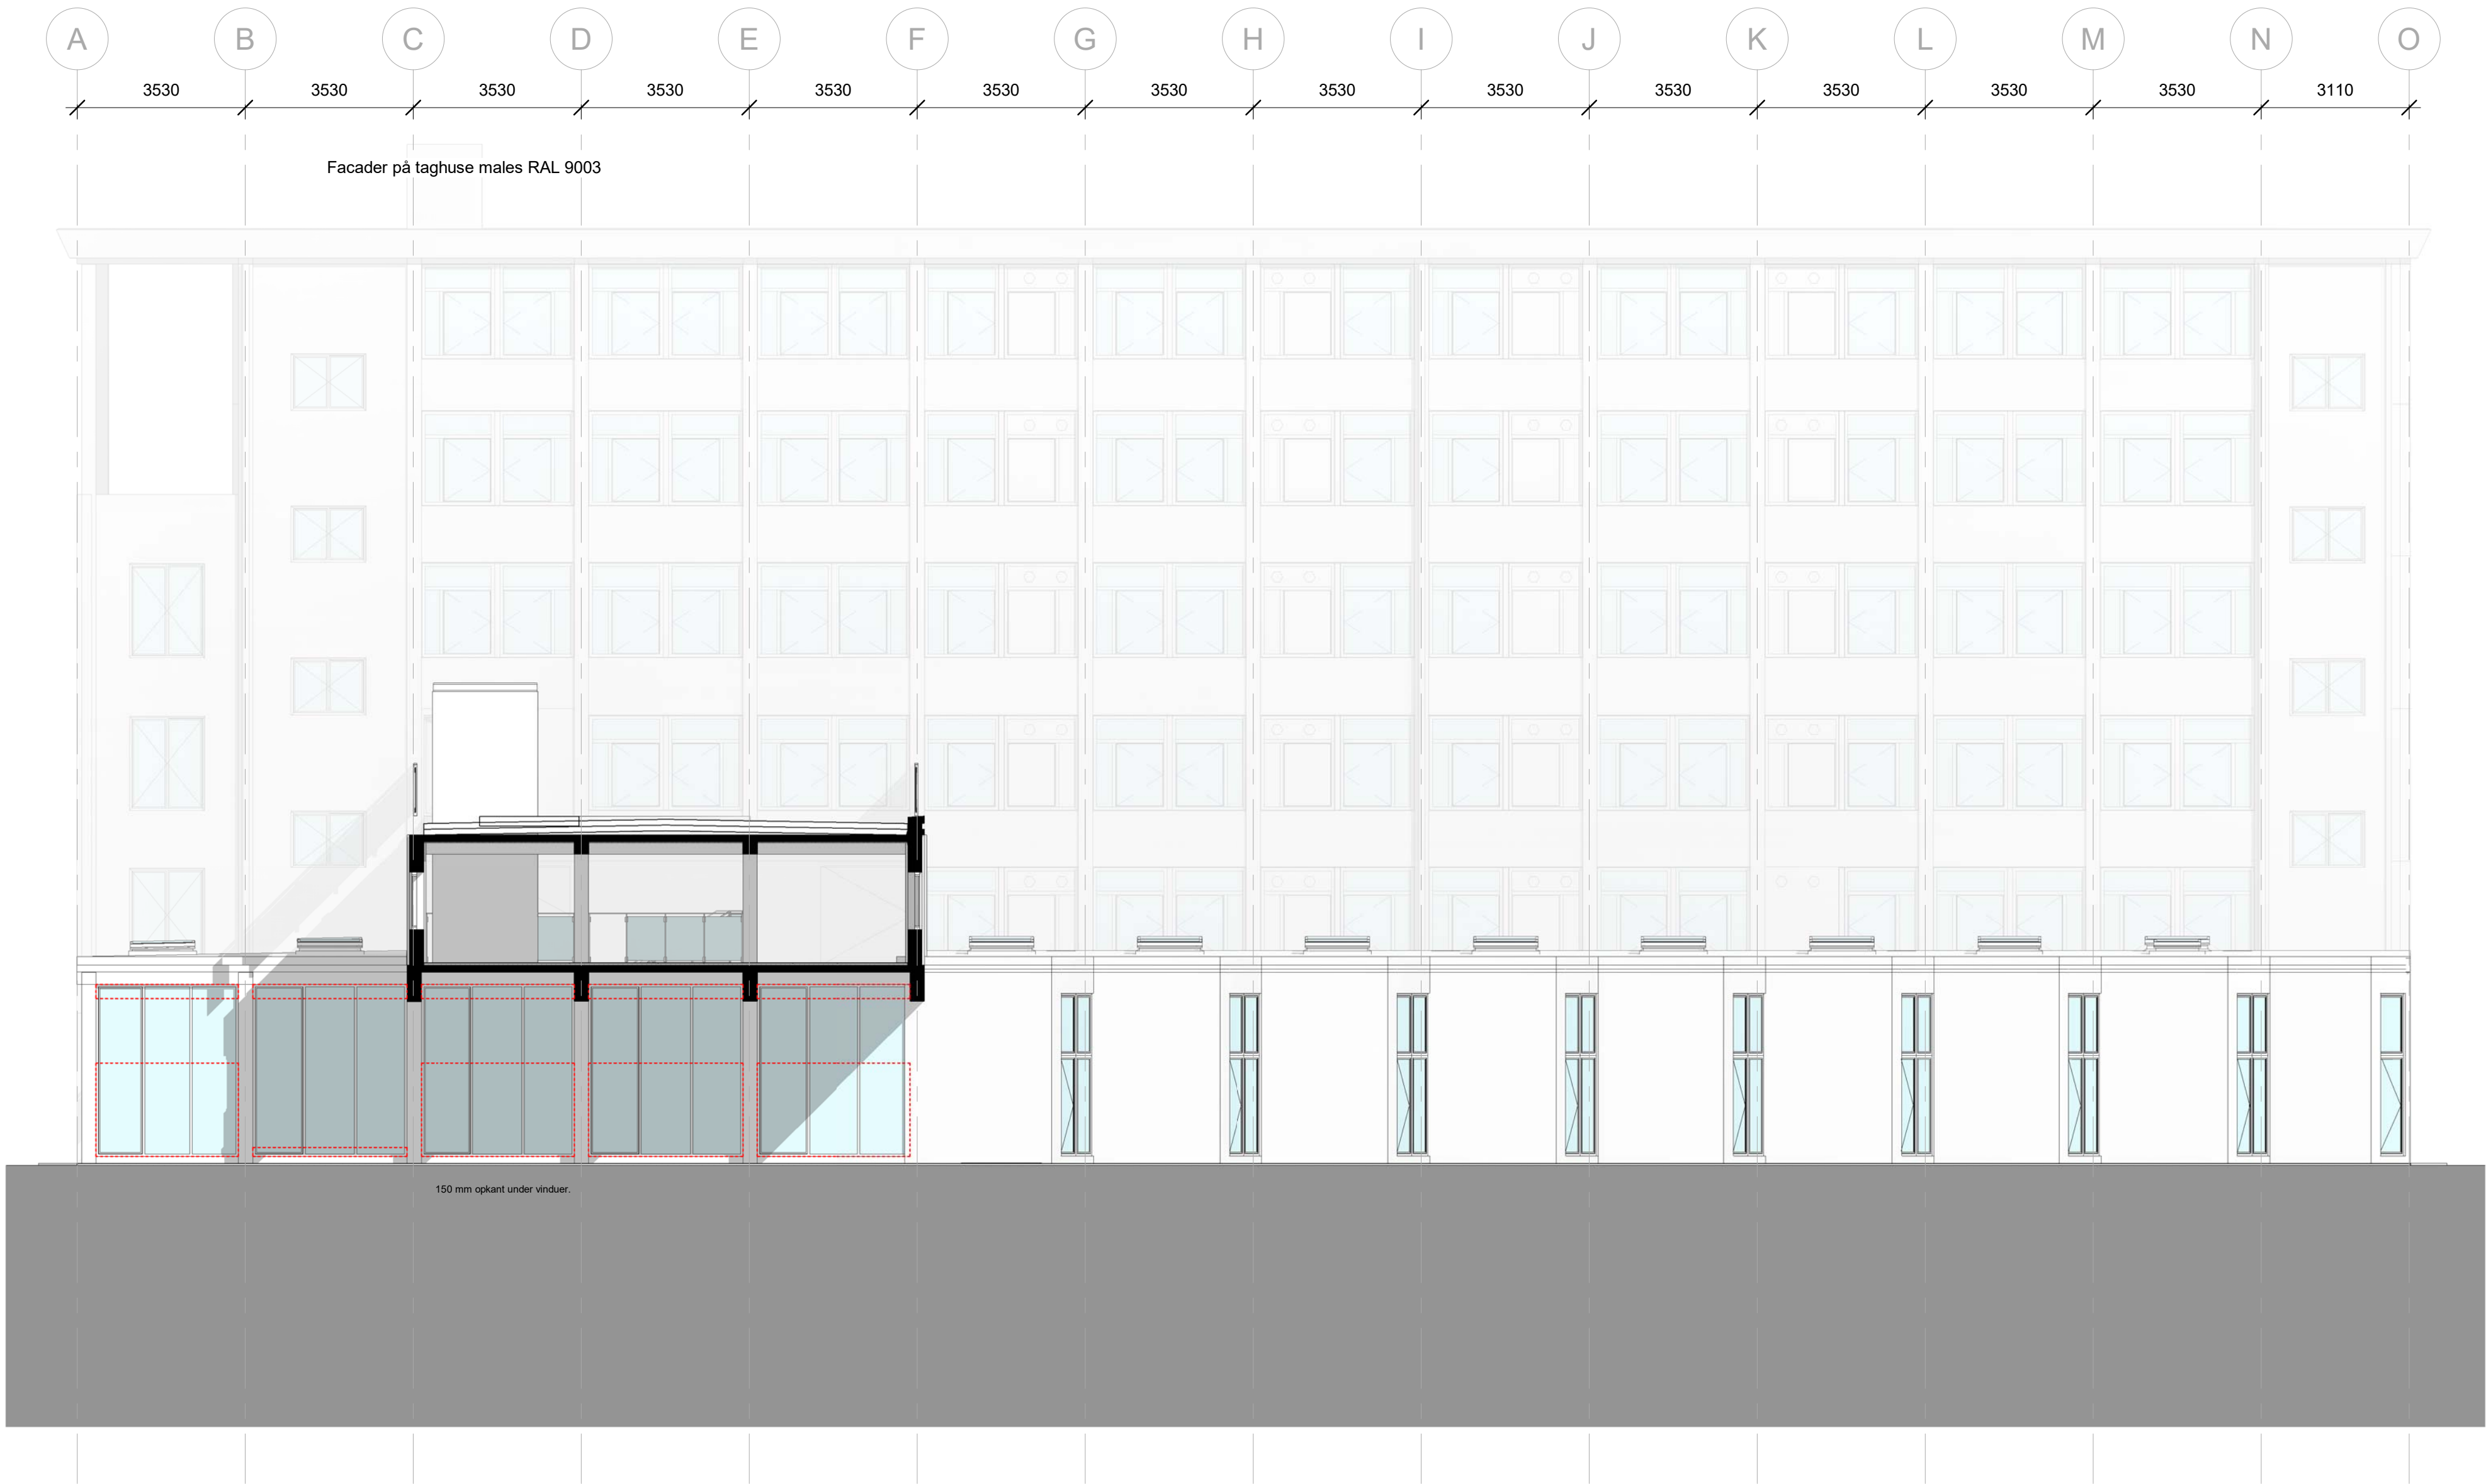 A B C D E F G H I J K L M N O
3530 3530 3530 3530 3530 3530 3530 3530 3530 3530 3530 3530 3530 3110
Facader på taghuse males RAL 9003
150 mm opkant under vinduer.